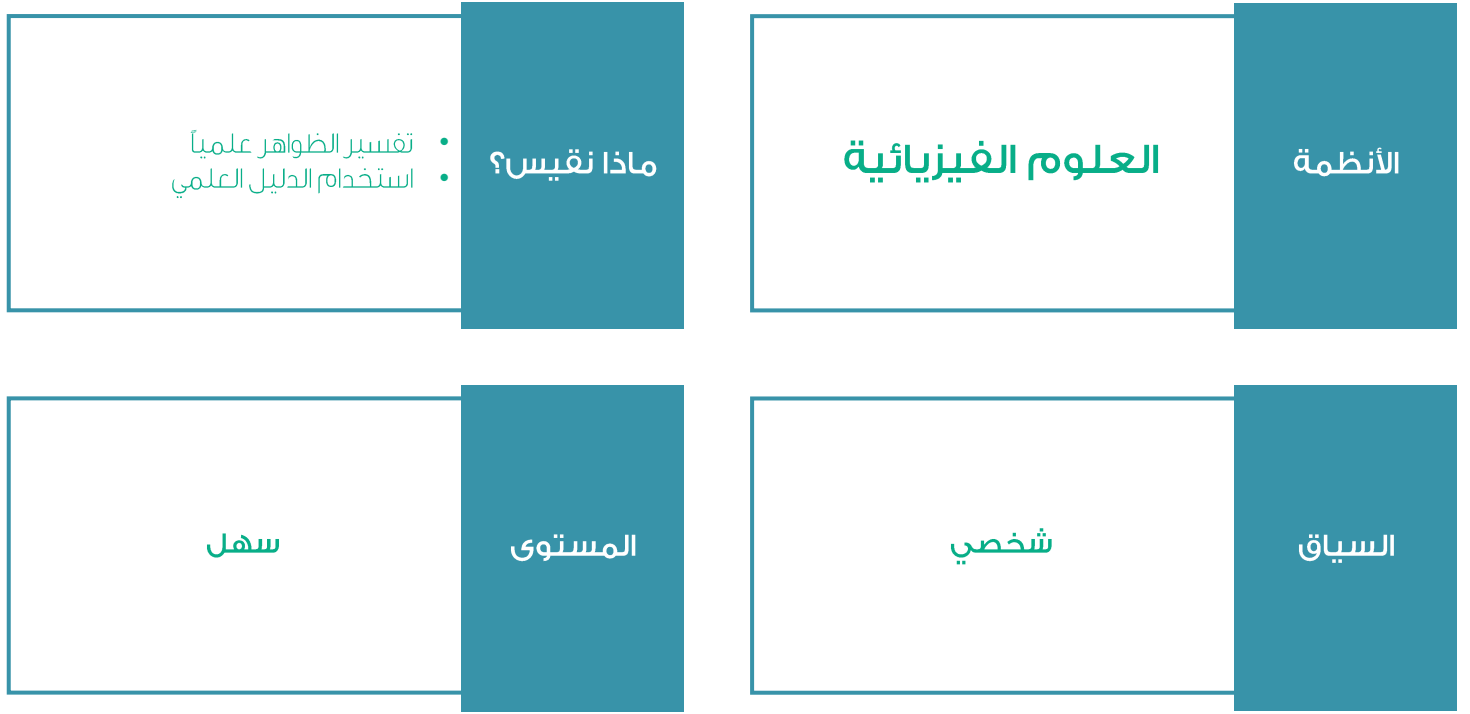 الأنظمة
العلوم الفيزيائية
ماذا نقيس؟
• تفسير الظواهر علمياً
• استخدام الدليل العلمي
السياق
شخصي
المستوى
سهل